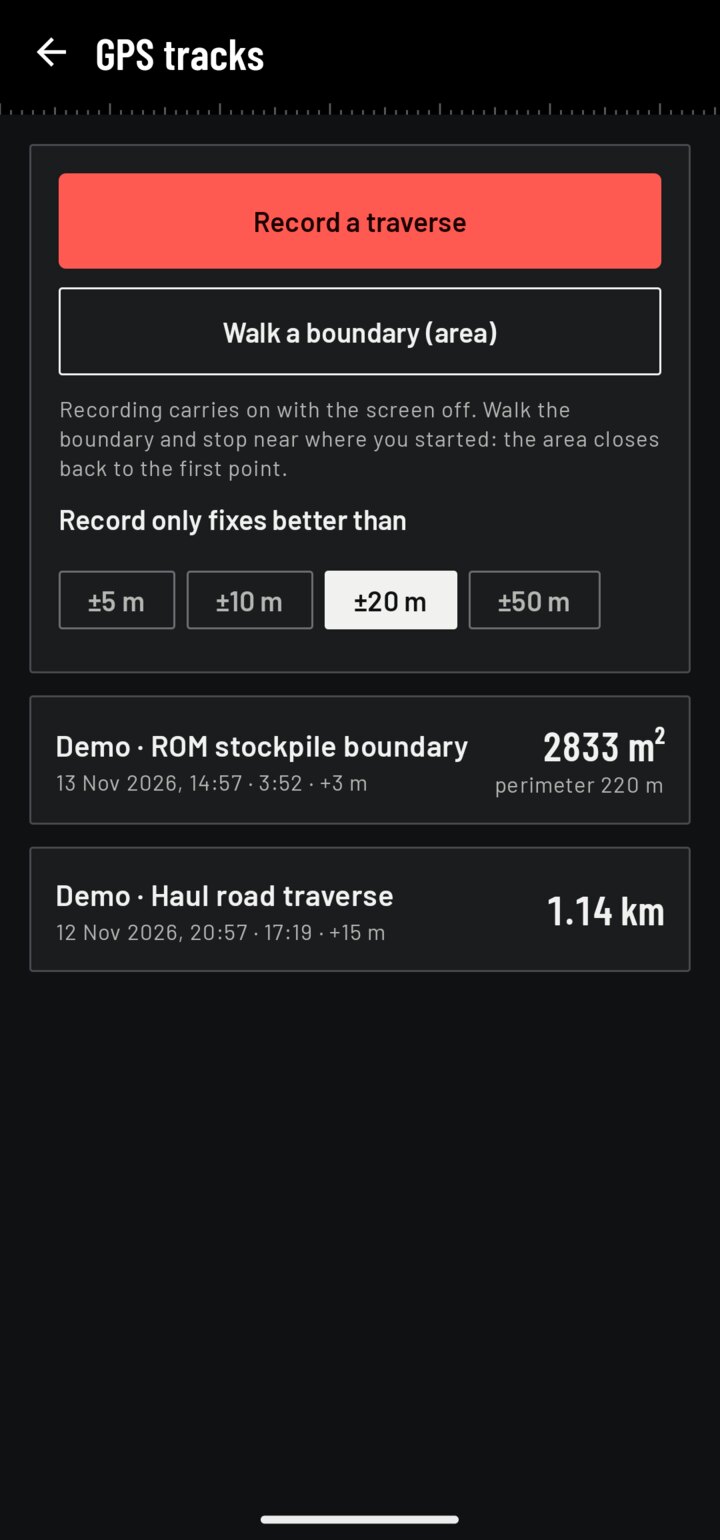 GPS tracks
Record a traverse
Walk a boundary (area)
Recording carries on with the screen off. Walk the
boundary and stop near where you started: the area closes
back to the first point.
Record only fixes better than
±5 m
±10 m
±20 m
±50 m
Demo · ROM stockpile boundary
2833 m²
13 Nov 2026, 14:57 · 3:52 · +3 m
perimeter 220 m
Demo · Haul road traverse
1.14 km
12 Nov 2026, 20:57 · 17:19 · +15 m